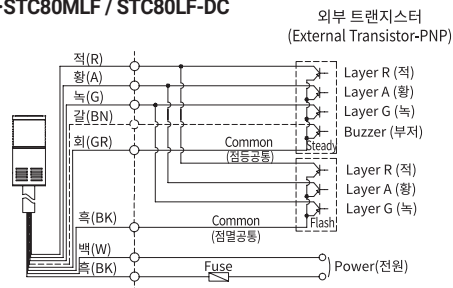 -STC80MLF / STC80LF-DC
외부 트랜지스터
(External Transistor-PNP)
적(R)
황(A)
녹(G)
갈(BN)
회(GR)
Common
(점등공통)
Layer R (적)
Layer A (황)
Layer G (녹)
Buzzer (부저)
Steady
Layer R (적)
Layer A (황)
Layer G (녹)
Flash
흑(BK)
Common
(점멸공통)
백(W)
흑(BK)
Fuse
Power(전원)